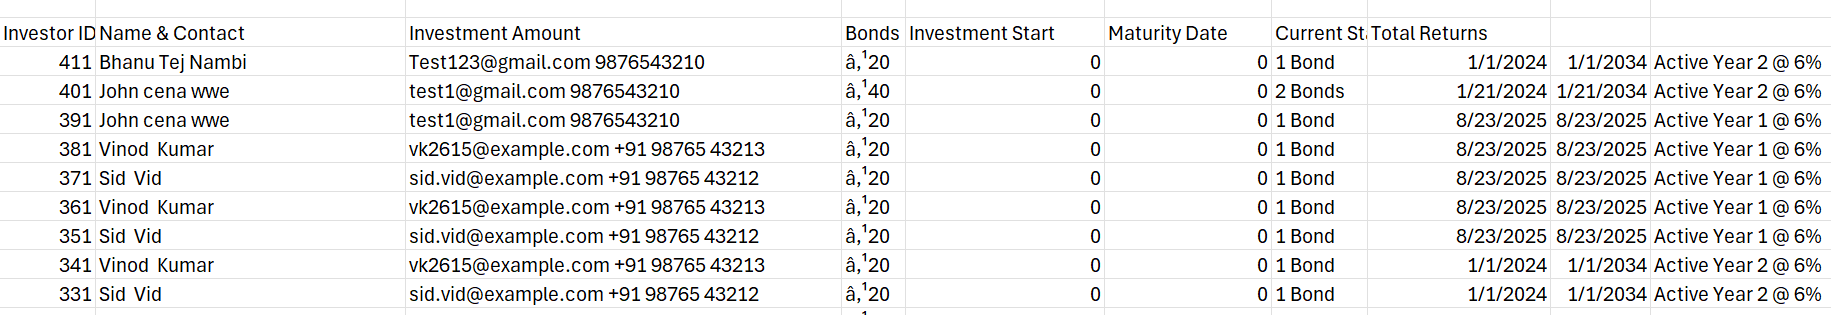 Investor ID Name & Contact Investment Amount Bonds Investment Start Maturity Date Current St Total Returns
411 Bhanu Tej Nambi Test123@gmail.com 9876543210 â‚¹20 0 0 1 Bond 1/1/2024 1/1/2034 Active Year 2 @ 6%
401 John cena wwe test1@gmail.com 9876543210 â‚¹40 0 0 2 Bonds 1/21/2024 1/21/2034 Active Year 2 @ 6%
391 John cena wwe test1@gmail.com 9876543210 â‚¹20 0 0 1 Bond 8/23/2025 8/23/2025 Active Year 1 @ 6%
381 Vinod  Kumar vk2615@example.com +91 98765 43213 â‚¹20 0 0 1 Bond 8/23/2025 8/23/2025 Active Year 1 @ 6%
371 Sid  Vid sid.vid@example.com +91 98765 43212 â‚¹20 0 0 1 Bond 8/23/2025 8/23/2025 Active Year 1 @ 6%
361 Vinod  Kumar vk2615@example.com +91 98765 43213 â‚¹20 0 0 1 Bond 8/23/2025 8/23/2025 Active Year 1 @ 6%
351 Sid  Vid sid.vid@example.com +91 98765 43212 â‚¹20 0 0 1 Bond 8/23/2025 8/23/2025 Active Year 1 @ 6%
341 Vinod  Kumar vk2615@example.com +91 98765 43213 â‚¹20 0 0 1 Bond 1/1/2024 1/1/2034 Active Year 2 @ 6%
331 Sid  Vid sid.vid@example.com +91 98765 43212 â‚¹20 0 0 1 Bond 1/1/2024 1/1/2034 Active Year 2 @ 6%